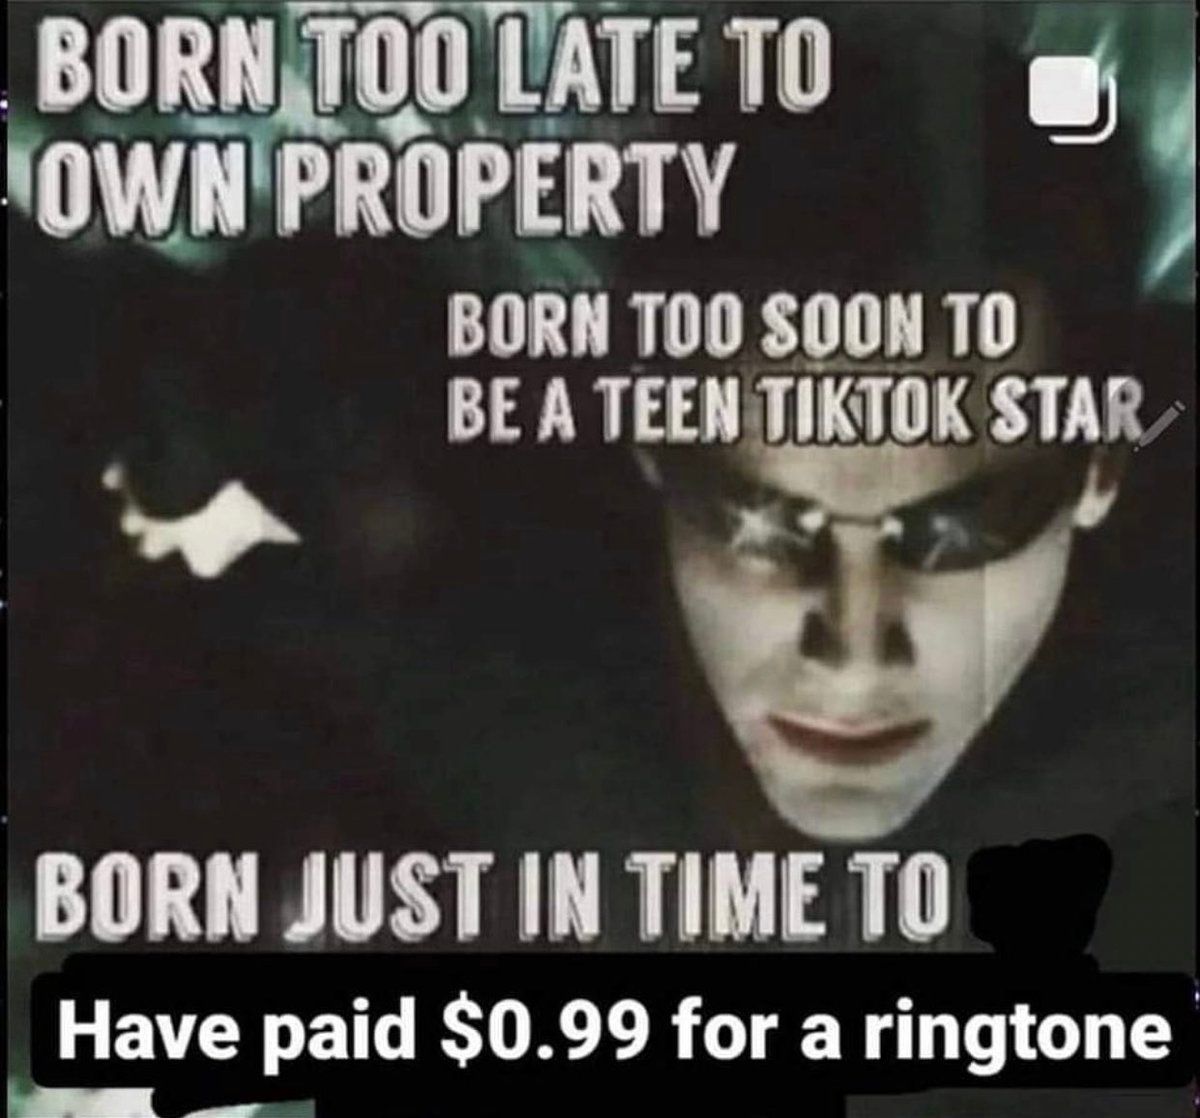 BORN TOO LATE TO
OWN PROPERTY
BORN TOO SOON TO
BE A TEEN TIKTOK STAR
BORN JUST IN TIME TO
Have paid $0.99 for a ringtone